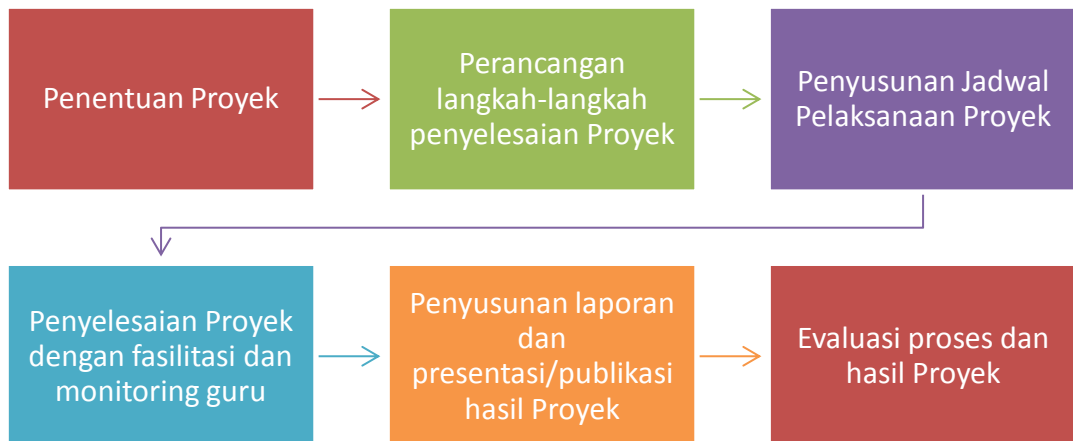 Penentuan Proyek
Perancangan
langkah-langkah
penyelesaian Proyek
Penyusunan Jadwal
Pelaksanaan Proyek
Penyelesaian Proyek
dengan fasilitasi dan
monitoring guru
Penyusunan laporan
dan
presentasi/publikasi
hasil Proyek
Evaluasi proses dan
hasil Proyek